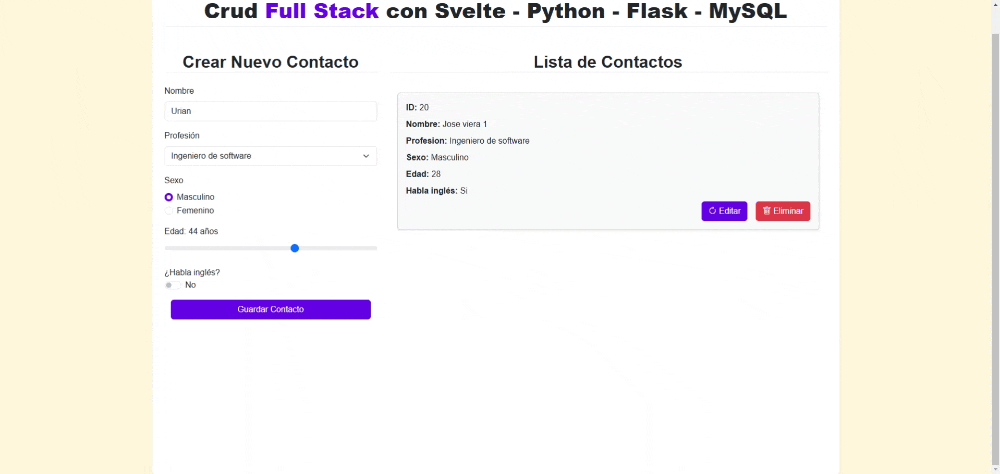 Crud Full Stack con Svelte - Python - Flask - MySQL
Crear Nuevo Contacto
Nombre
Urian
Profesión
Ingeniero de software
Sexo
Masculino
Femenino
Edad: 44 años
¿Habla inglés?
No
Guardar Contacto
Lista de Contactos
ID: 20
Nombre: Jose viera 1
Profesion: Ingeniero de software
Sexo: Masculino
Edad: 28
Habla inglés: Si
Editar
Eliminar